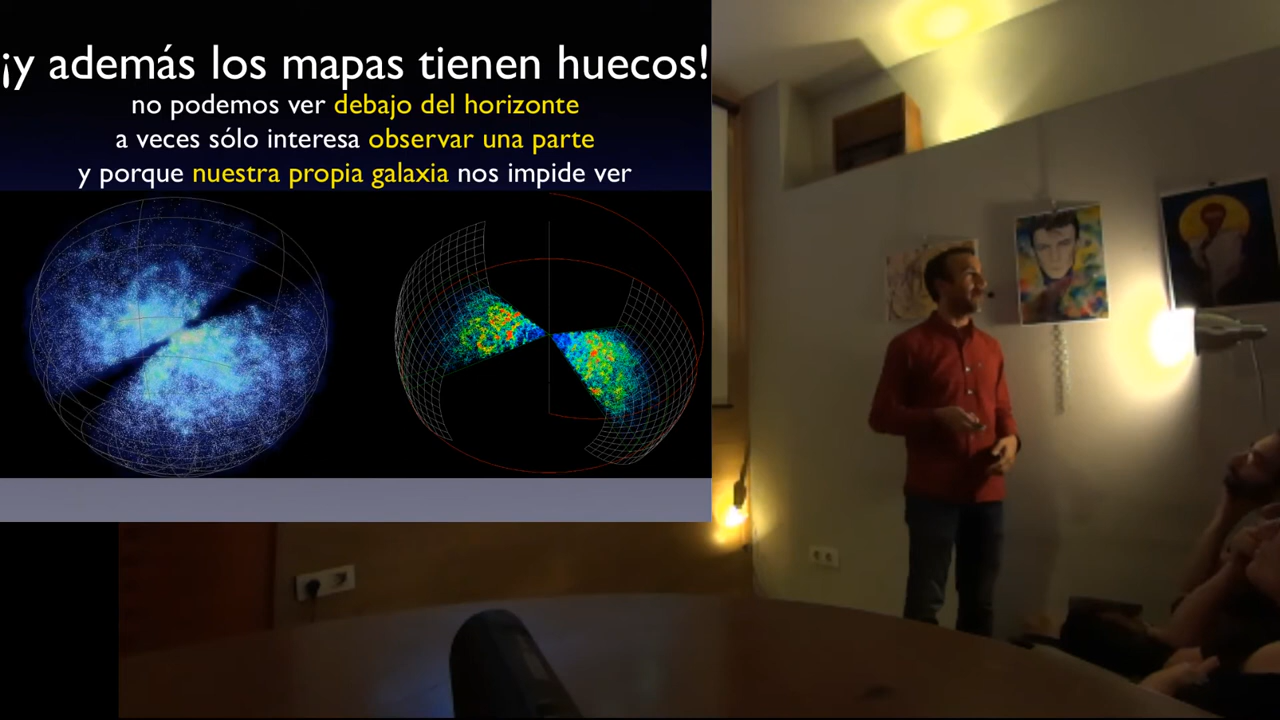 ¡y además los mapas tienen huecos!
no podemos ver debajo del horizonte
a veces sólo interesa observar una parte
y porque nuestra propia galaxia nos impide ver